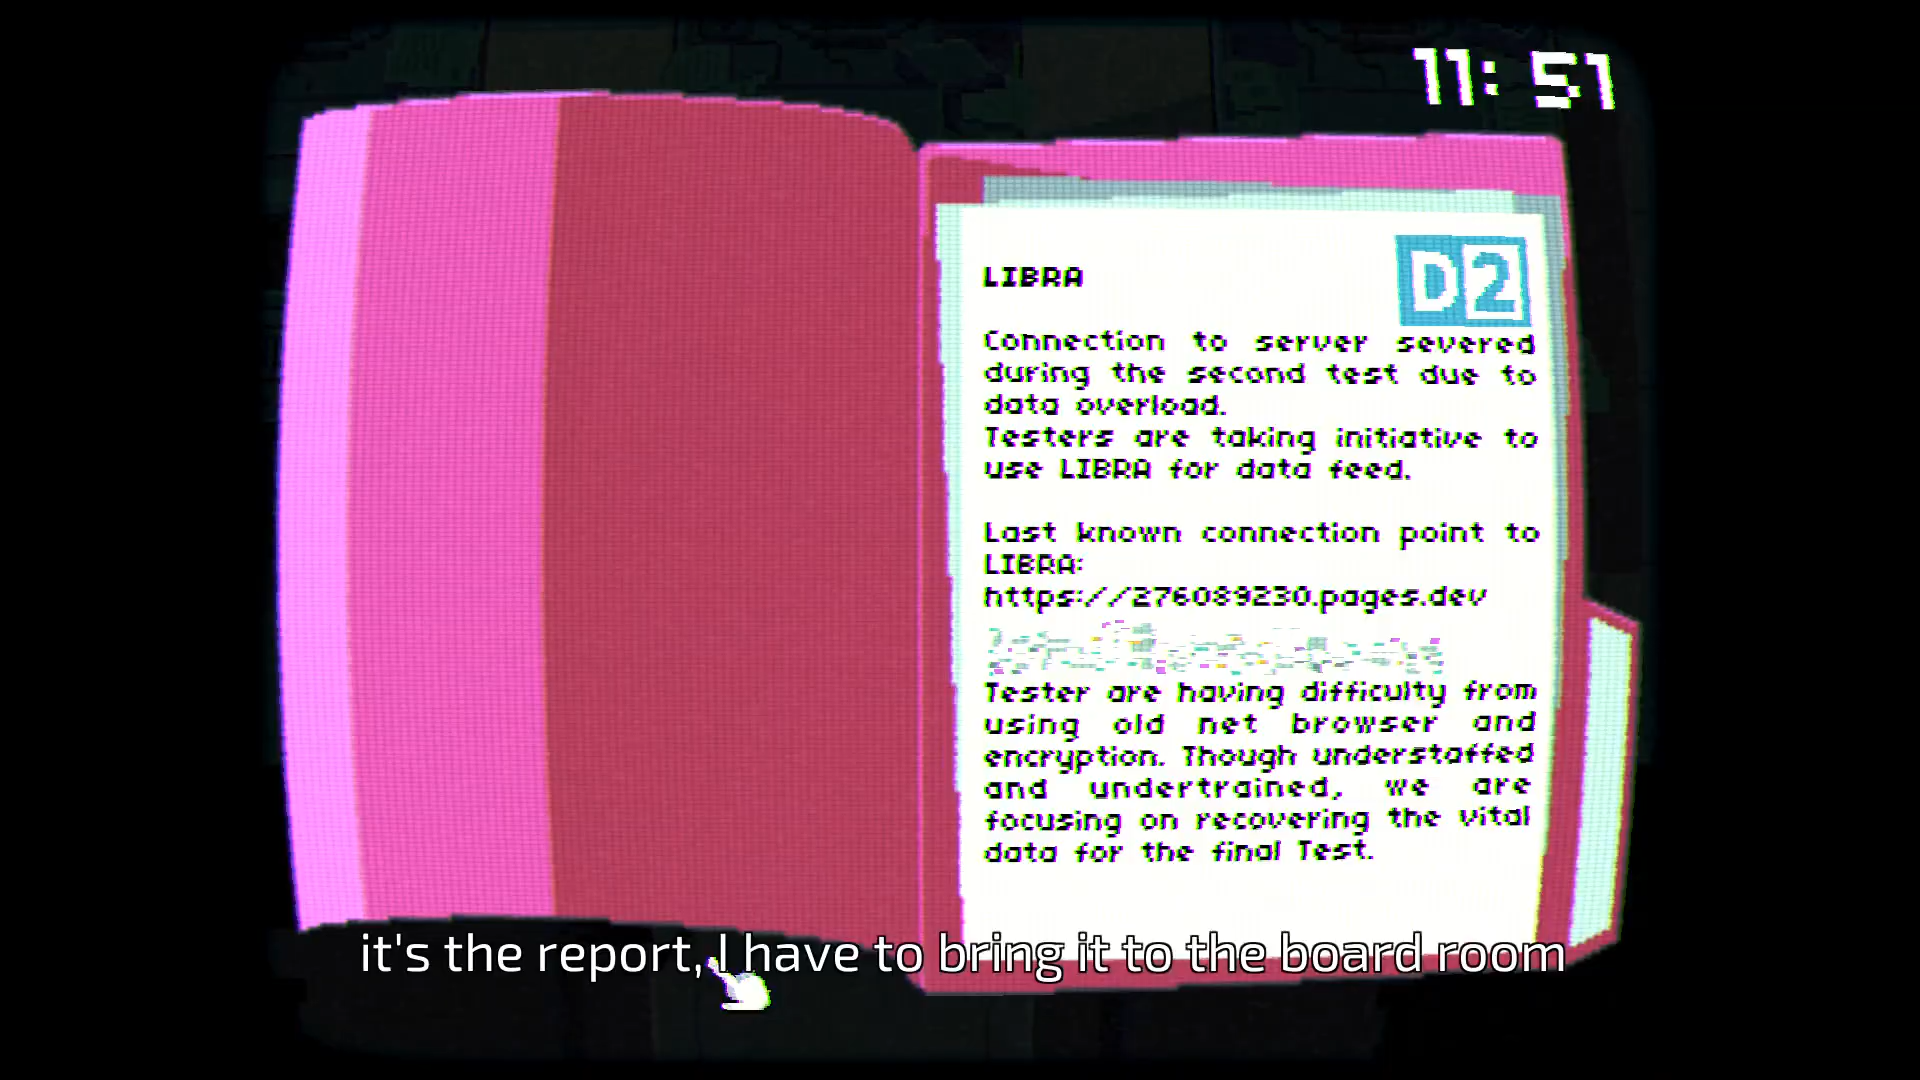 11: 51
LIBRA
D2
Connection to server severed
during the second test due to
data overload.
Testers are taking initiative to
use LIBRA for data feed.
Last known connection point to
LIBRA:
https://276089230.pages.dev
Tester are having difficulty from
using old net browser and
encryption. Though understaffed
and undertrained, we are
focusing on recovering the vital
data for the final Test.
it's the report, I have to bring it to the board room